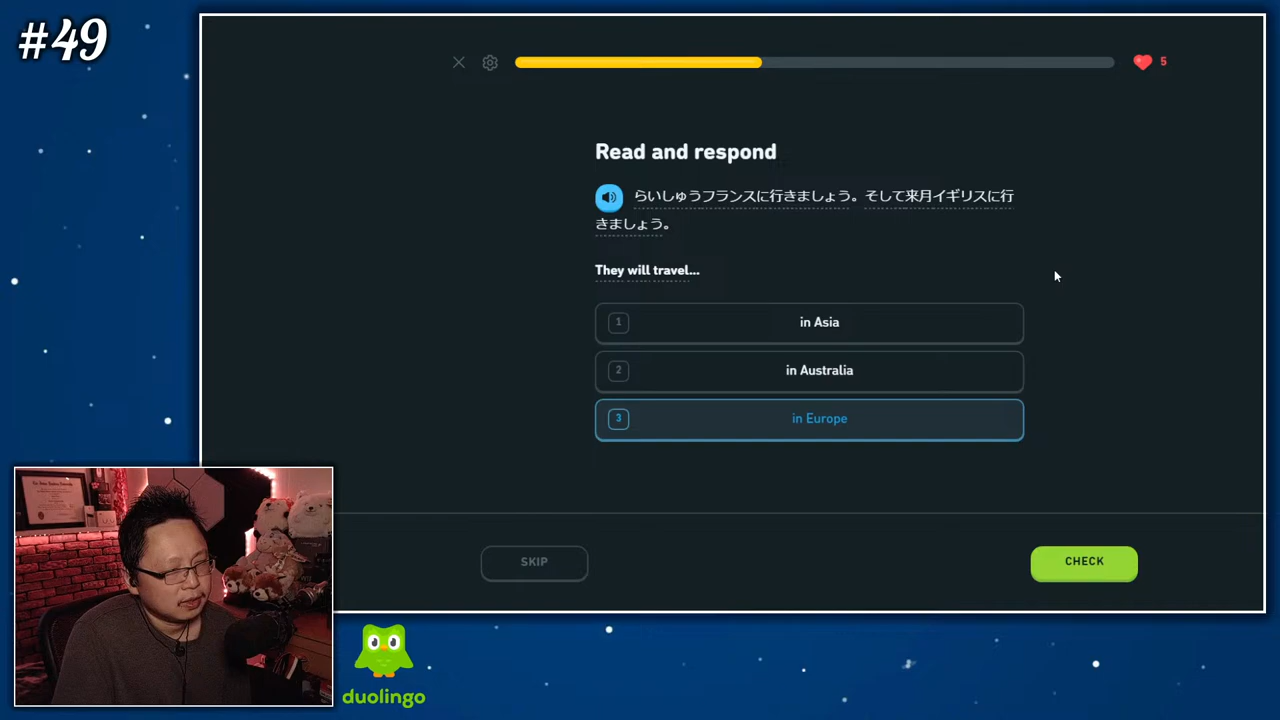 #49
5
Read and respond
らいしゅうフランスに行きましょう。そして来月イギリスに行
きましょう。
They will travel...
1 in Asia
2 in Australia
3 in Europe
SKIP
CHECK
duolingo